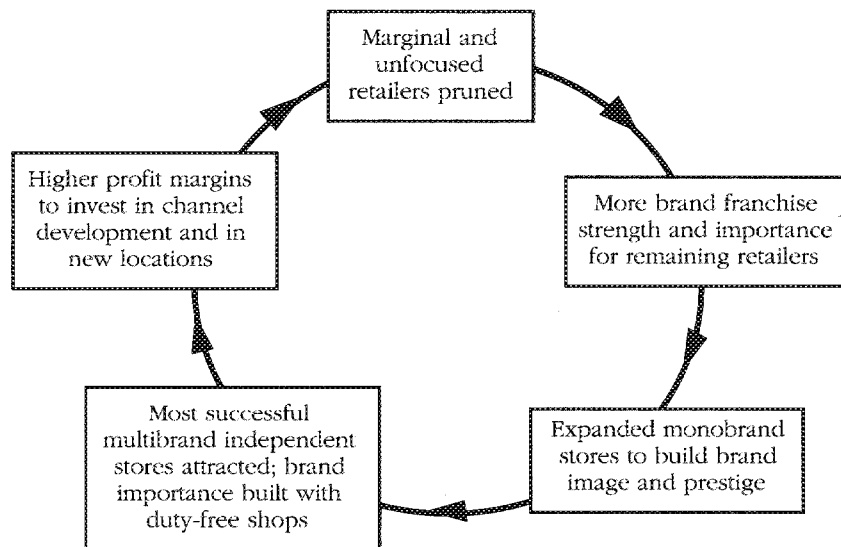 Marginal and
unfocused
retailers pruned
More brand franchise
strength and importance
for remaining retailers
Expanded monobrand
stores to build brand
image and prestige
Most successful
multibrand independent
stores attracted; brand
importance built with
duty-free shops
Higher profit margins
to invest in channel
development and in
new locations